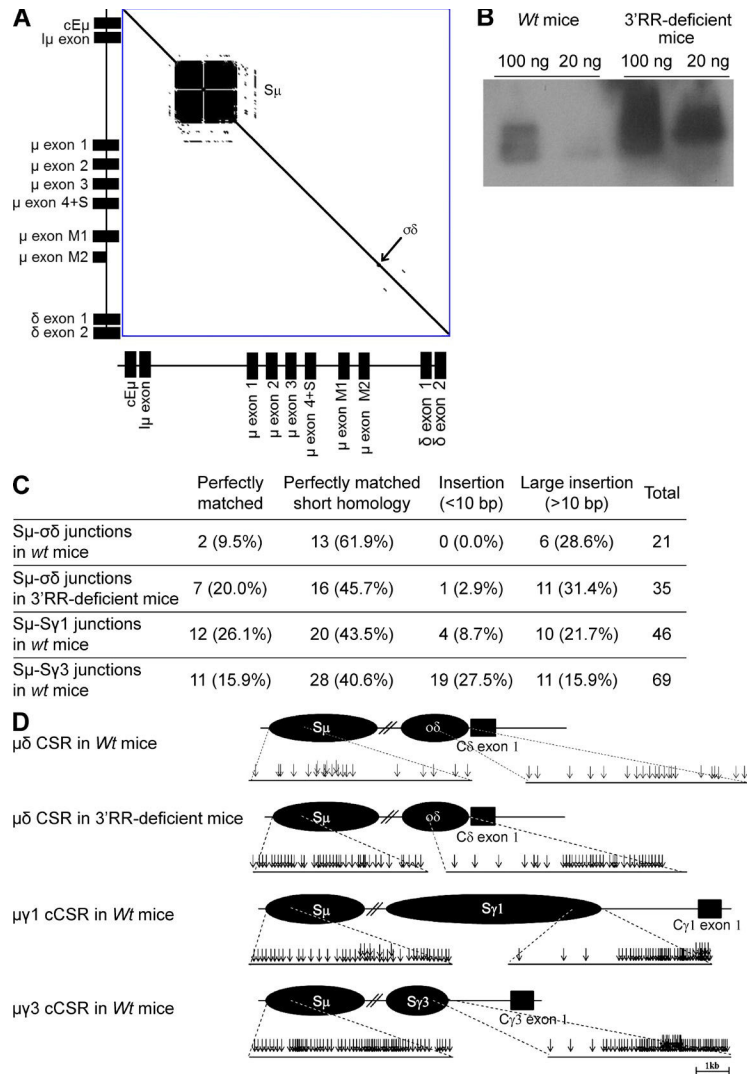 A
cEμ
Iμ exon
Sμ
μ exon 1
μ exon 2
μ exon 3
μ exon 4+S
μ exon M1
μ exon M2
σδ
δ exon 1
δ exon 2
cEμ
Iμ exon
μ exon 1
μ exon 2
μ exon 3
μ exon 4+S
μ exon M1
μ exon M2
δ exon 1
δ exon 2
B
Wt mice 3'RR-deficient
mice
100 ng 20 ng 100 ng 20 ng
C
Perfectly Perfectly matched Insertion Large insertion Total
matched short homology (<10 bp) (>10 bp)
Sμ-σδ junctions
in wt mice 2 (9.5%) 13 (61.9%) 0 (0.0%) 6 (28.6%) 21
Sμ-σδ junctions
in 3'RR-deficient mice 7 (20.0%) 16 (45.7%) 1 (2.9%) 11 (31.4%) 35
Sμ-Sγ1 junctions
in wt mice 12 (26.1%) 20 (43.5%) 4 (8.7%) 10 (21.7%) 46
Sμ-Sγ3 junctions
in wt mice 11 (15.9%) 28 (40.6%) 19 (27.5%) 11 (15.9%) 69
D
μδ CSR in Wt mice
Sμ σδ
Cδ exon 1
μδ CSR in 3'RR-deficient mice
Sμ σδ
Cδ exon 1
μγ1 cCSR in Wt mice
Sμ Sγ1
Cγ1 exon 1
μγ3 cCSR in Wt mice
Sμ Sγ3
Cγ3 exon 1
1kb